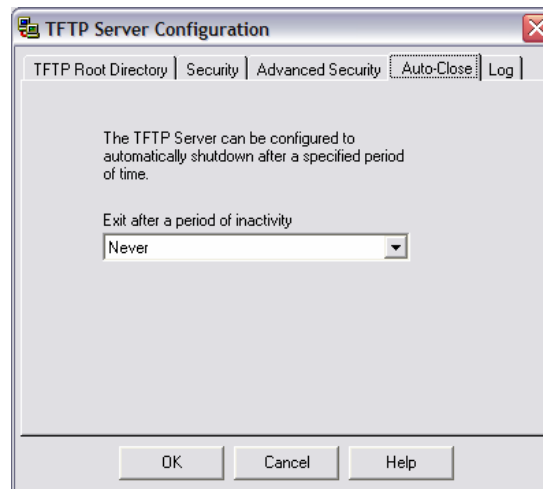 TFTP Server Configuration
TFTP Root Directory Security Advanced Security Auto-Close Log
The TFTP Server can be configured to
automatically shutdown after a specified period
of time.
Exit after a period of inactivity
Never
OK Cancel Help